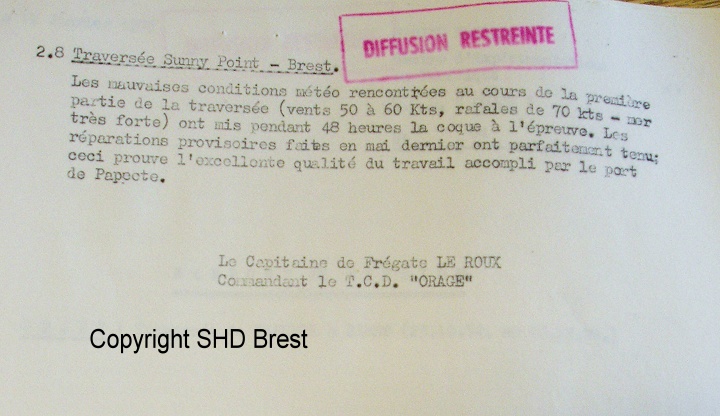 DIFFUSION RESTREINTE
2.8 Traversée Sunny Point - Brest.
Les mauvaises conditions météo rencontrées au cours de la première
partie de la traversée (vents 50 à 60 Kts, rafales de 70 kts - mer
très forte) ont mis pendant 48 heures la coque à l'épreuve. Les
réparations provisoires faites en mai dernier ont parfaitement tenu;
ceci prouve l'excellente qualité du travail accompli par le port
de Papeete.
Le Capitaine de Frégate LE ROUX
Commandant le T.C.D. "ORAGE"
Copyright SHD Brest